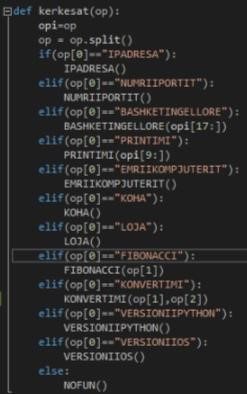 def kerkesat(op):
opi=op
op = op.split()
if(op[0]=="IPADRESA"):
IPADRESA()
elif(op[0]=="NUMRIIPORTIT"):
NUMRIIPORTIT()
elif(op[0]=="BASHKETINGELLORE"):
BASHKETINGELLORE(opi[17:])
elif(op[0]=="PRINTIMI"):
PRINTIMI(opi[9:])
elif(op[0]=="EMRIIKOMPJUTERIT"):
EMRIIKOMPJUTERIT()
elif(op[0]=="KOHA"):
KOHA()
elif(op[0]=="LOJA"):
LOJA()
elif(op[0]=="FIBONACCI"):
FIBONACCI(op[1])
elif(op[0]=="KONVERTIMI"):
KONVERTIMI(op[1],op[2])
elif(op[0]=="VERSIONIIPYTHON"):
VERSIONIIPYTHON()
elif(op[0]=="VERSIONIIOS"):
VERSIONIIOS()
else:
NOFUN()